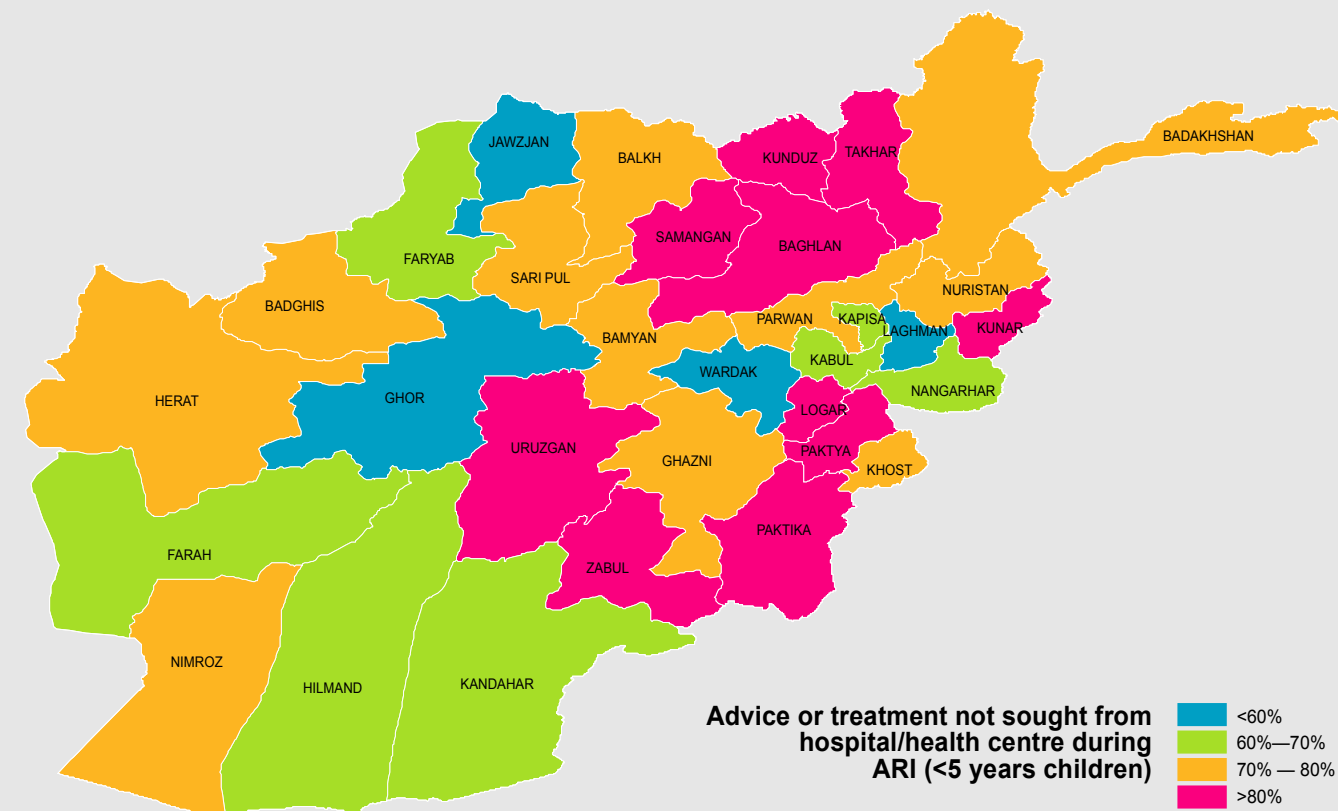 JAWZJAN
BALKH
KUNDUZ
TAKHAR
BADAKHSHAN
SAMANGAN
BAGHLAN
FARYAB
SARI PUL
BADGHIS
NURISTAN
PARWAN
KAPISA
KUNAR
LAGHMAN
BAMYAN
KABUL
WARDAK
NANGARHAR
HERAT
GHOR
LOGAR
URUZGAN
PAKTYA
GHAZNI
KHOST
PAKTIKA
FARAH
ZABUL
NIMROZ
HILMAND
KANDAHAR
Advice or treatment not sought from
hospital/health centre during
ARI (<5 years children)
<60%
60%—70%
70% — 80%
>80%